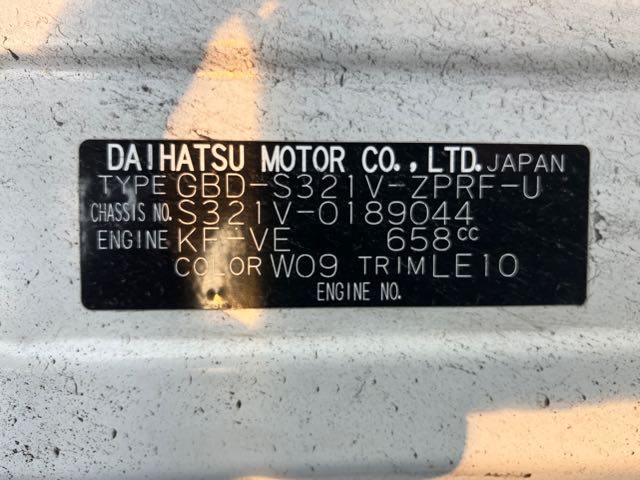 DAIHATSU MOTOR CO., LTD. JAPAN
TYPE GBD-S321V-ZPRF-U
CHASSIS NO. S321V-0189044
ENGINE KF-VE 658cc
COLOR W09 TRIM LE10
ENGINE NO.